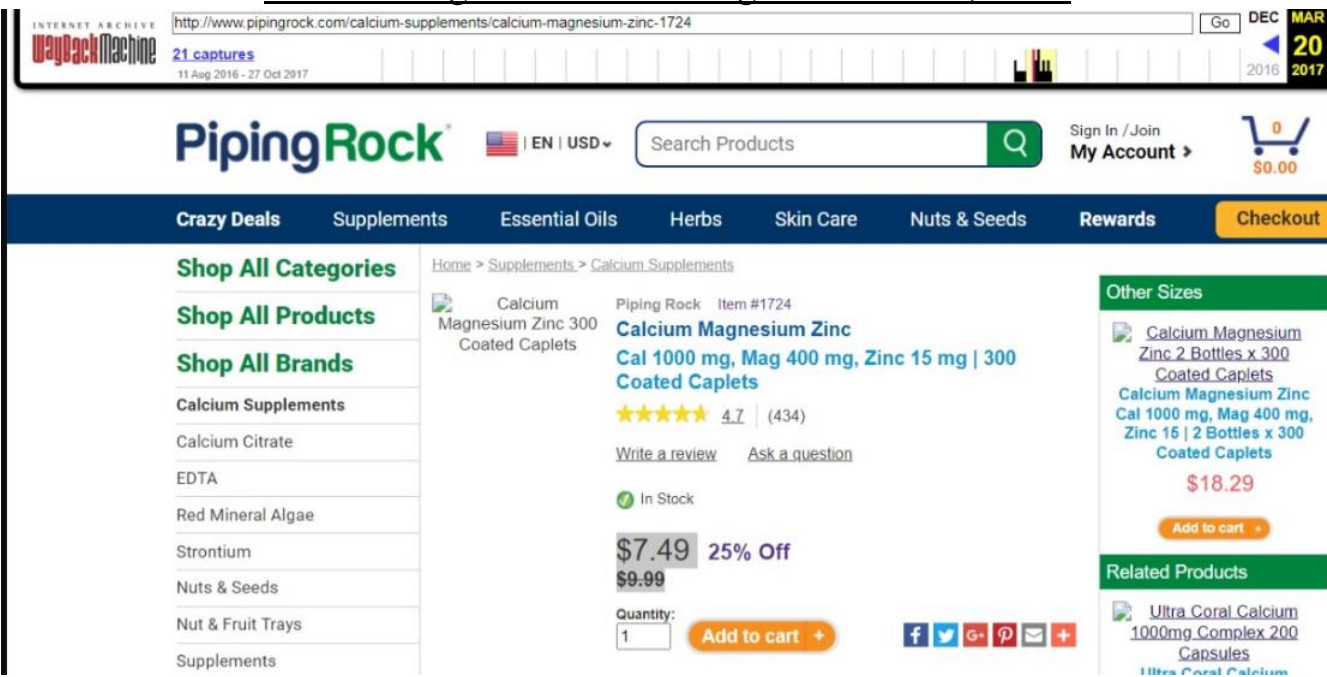 INTERNET ARCHIVE
WayBackMachine
http://www.pipingrock.com/calcium-supplements/calcium-magnesium-zinc-1724
Go
DEC
MAR
21 captures
20
11 Aug 2016 - 27 Oct 2017
2016
2017
PipingRock
| EN | USD
Search Products
Sign In / Join
My Account >
0
$0.00
Crazy Deals
Supplements
Essential Oils
Herbs
Skin Care
Nuts & Seeds
Rewards
Checkout
Shop All Categories
Shop All Products
Shop All Brands
Calcium Supplements
Calcium Citrate
EDTA
Red Mineral Algae
Strontium
Nuts & Seeds
Nut & Fruit Trays
Supplements
Home > Supplements > Calcium Supplements
Calcium
Magnesium Zinc 300
Coated Caplets
Piping Rock Item #1724
Calcium Magnesium Zinc
Cal 1000 mg, Mag 400 mg, Zinc 15 mg | 300
Coated Caplets
4.7 (434)
Write a review Ask a question
In Stock
$7.49 25% Off
$9.99
Quantity:
1
Add to cart +
Other Sizes
Calcium Magnesium
Zinc 2 Bottles x 300
Coated Caplets
Calcium Magnesium Zinc
Cal 1000 mg, Mag 400 mg,
Zinc 15 | 2 Bottles x 300
Coated Caplets
$18.29
Add to cart +
Related Products
Ultra Coral Calcium
1000mg Complex 200
Capsules
Ultra Coral Calcium